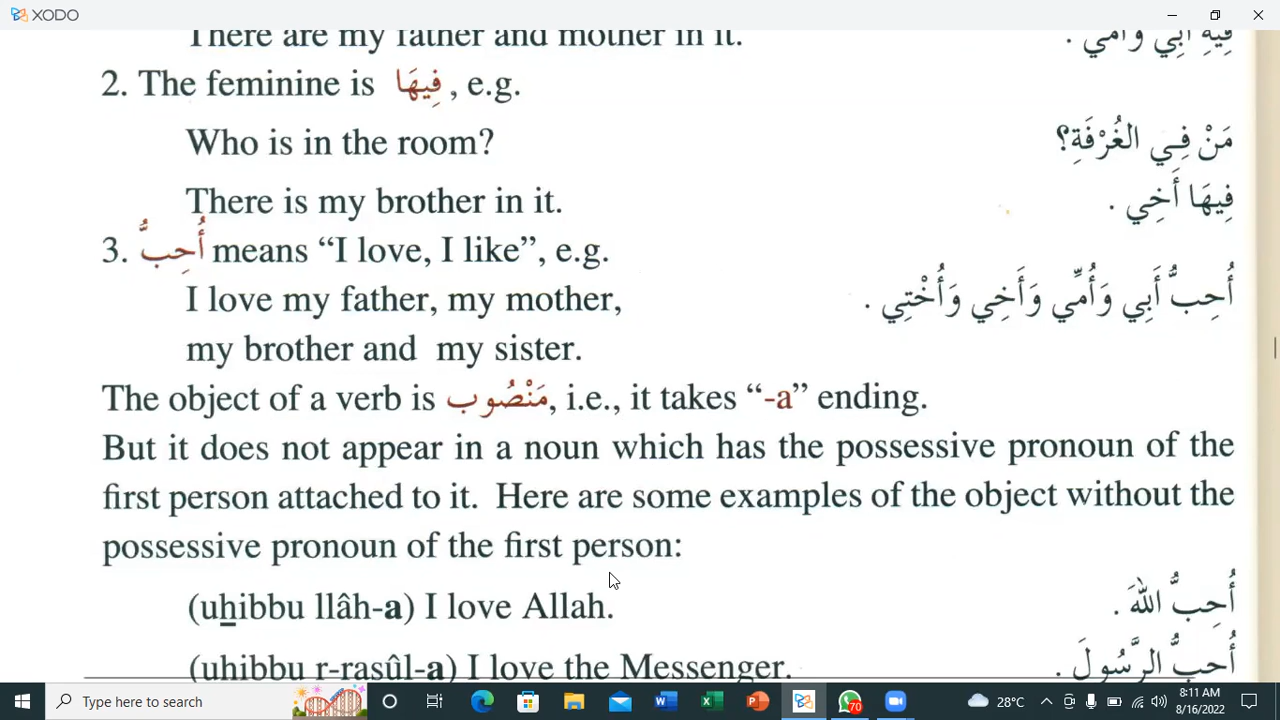 XODO
There are my father and mother in it. فِيهِ أَبِي وَأُمِّي .
2. The feminine is فِيهَا , e.g.
Who is in the room? مَنْ فِي الغُرْفَةِ؟
There is my brother in it. فِيهَا أَخِي .
3. أُحِبُّ means “I love, I like”, e.g.
I love my father, my mother, أُحِبُّ أَبِي وَأُمِّي وَأَخِي وَأُخْتِي .
my brother and my sister.
The object of a verb is مَنْصُوب, i.e., it takes “-a” ending.
But it does not appear in a noun which has the possessive pronoun of the
first person attached to it. Here are some examples of the object without the
possessive pronoun of the first person:
(uhibbu llâh-a) I love Allah. أُحِبُّ اللهَ .
(uhibbu r-rasûl-a) I love the Messenger. أُحِبُّ الرَّسُولَ .
Type here to search
70
28°C
8:11 AM
8/16/2022